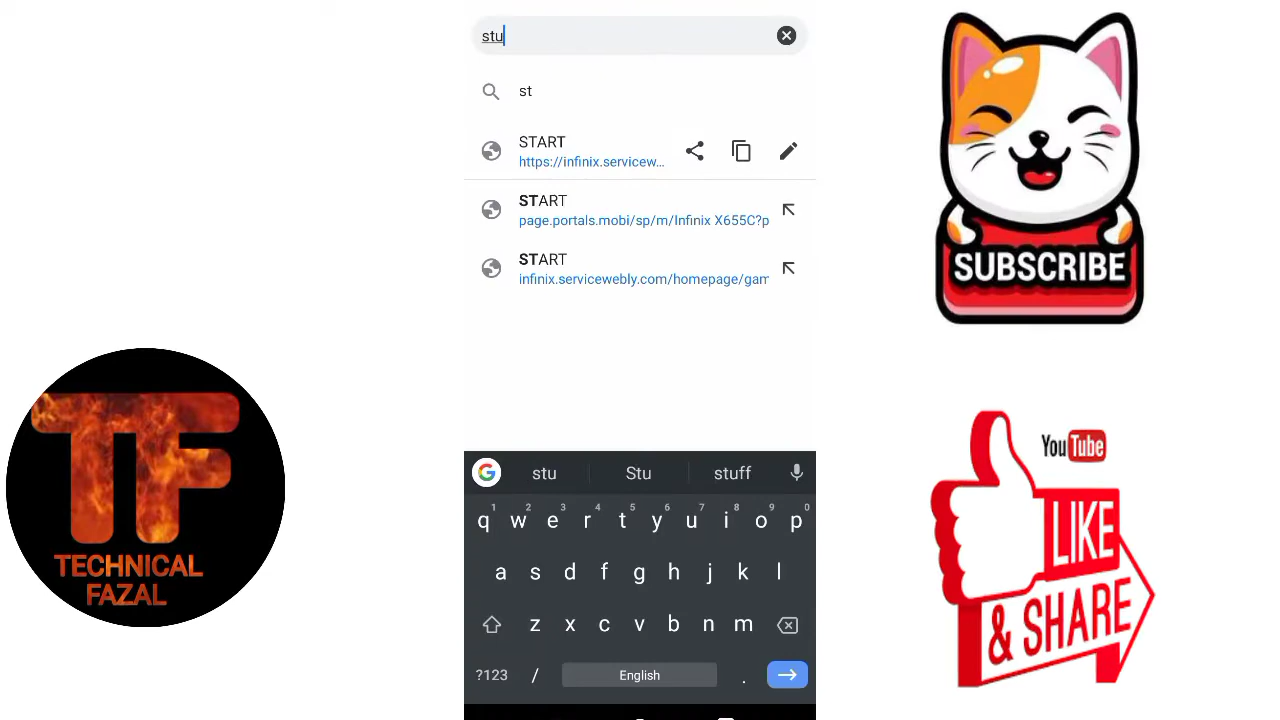 stu
st
START
https://infinix.servicew...
START
page.portals.mobi/sp/m/Infinix X655C?p
START
infinix.servicewebly.com/homepage/gam
stu Stu stuff
1 2 3 4 5 6 7 8 9 0
q w e r t y u i o p
a s d f g h j k l
z x c v b n m
?123 / English .
TECHNICAL
FAZAL
TF
SUBSCRIBE
YouTube
LIKE
& SHARE